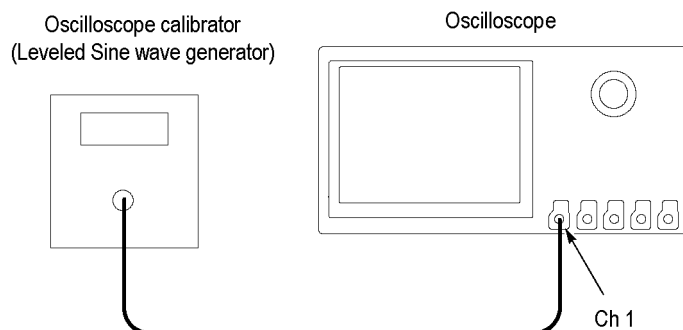 Oscilloscope calibrator
(Leveled Sine wave generator)
Oscilloscope
Ch 1